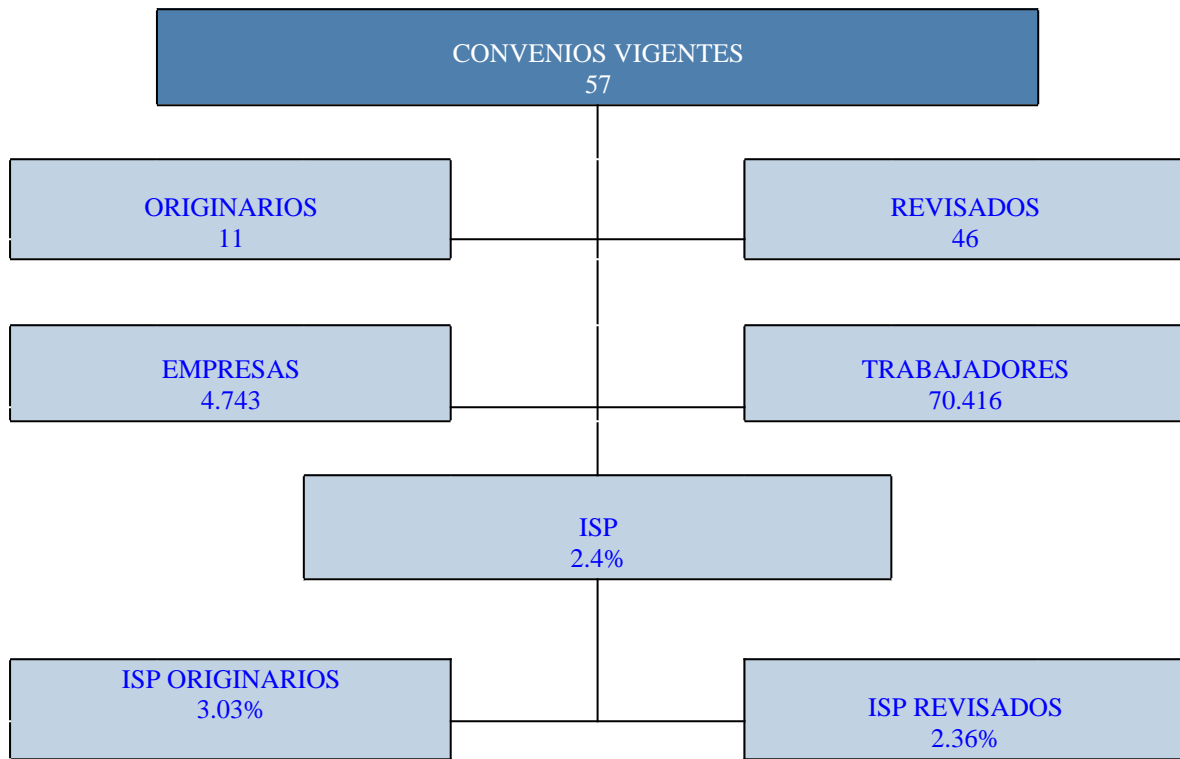 CONVENIOS VIGENTES
57
ORIGINARIOS
11
REVISADOS
46
EMPRESAS
4.743
TRABAJADORES
70.416
ISP
2.4%
ISP ORIGINARIOS
3.03%
ISP REVISADOS
2.36%